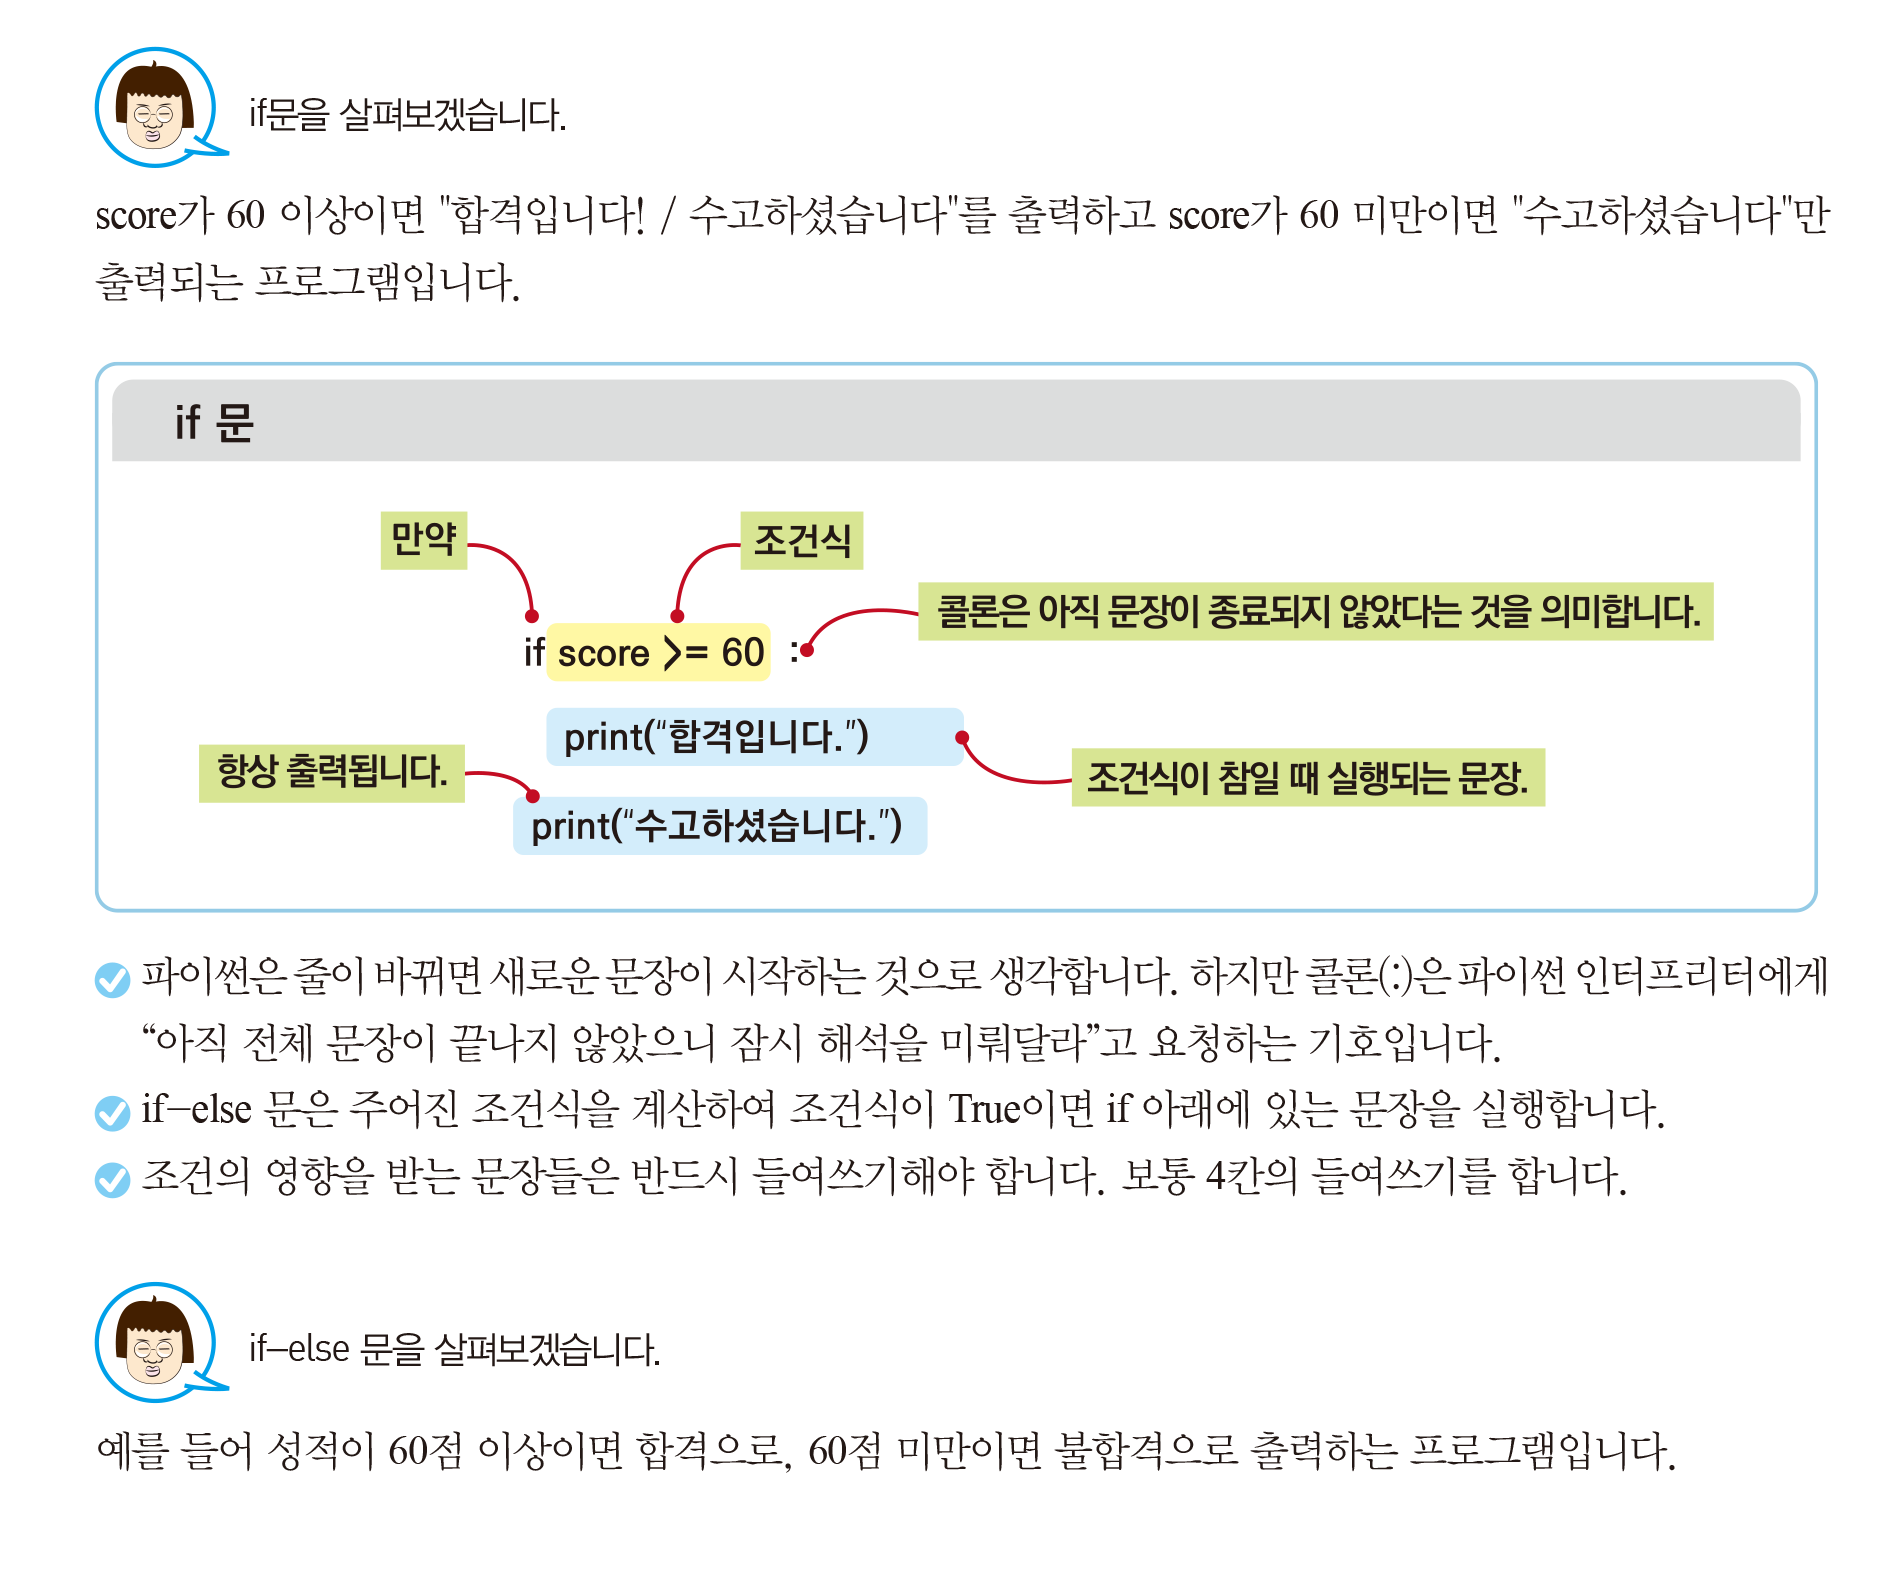 if문을 살펴보겠습니다.
score가 60 이상이면 "합격입니다! / 수고하셨습니다"를 출력하고 score가 60 미만이면 "수고하셨습니다"만
출력되는 프로그램입니다.
if 문
만약
조건식
콜론은 아직 문장이 종료되지 않았다는 것을 의미합니다.
if score >= 60 :
print(“합격입니다.”)
항상 출력됩니다.
조건식이 참일 때 실행되는 문장.
print(“수고하셨습니다.”)
파이썬은 줄이 바뀌면 새로운 문장이 시작하는 것으로 생각합니다. 하지만 콜론(:)은 파이썬 인터프리터에게
“아직 전체 문장이 끝나지 않았으니 잠시 해석을 미뤄달라”고 요청하는 기호입니다.
if-else 문은 주어진 조건식을 계산하여 조건식이 True이면 if 아래에 있는 문장을 실행합니다.
조건의 영향을 받는 문장들은 반드시 들여쓰기해야 합니다. 보통 4칸의 들여쓰기를 합니다.
if-else 문을 살펴보겠습니다.
예를 들어 성적이 60점 이상이면 합격으로, 60점 미만이면 불합격으로 출력하는 프로그램입니다.